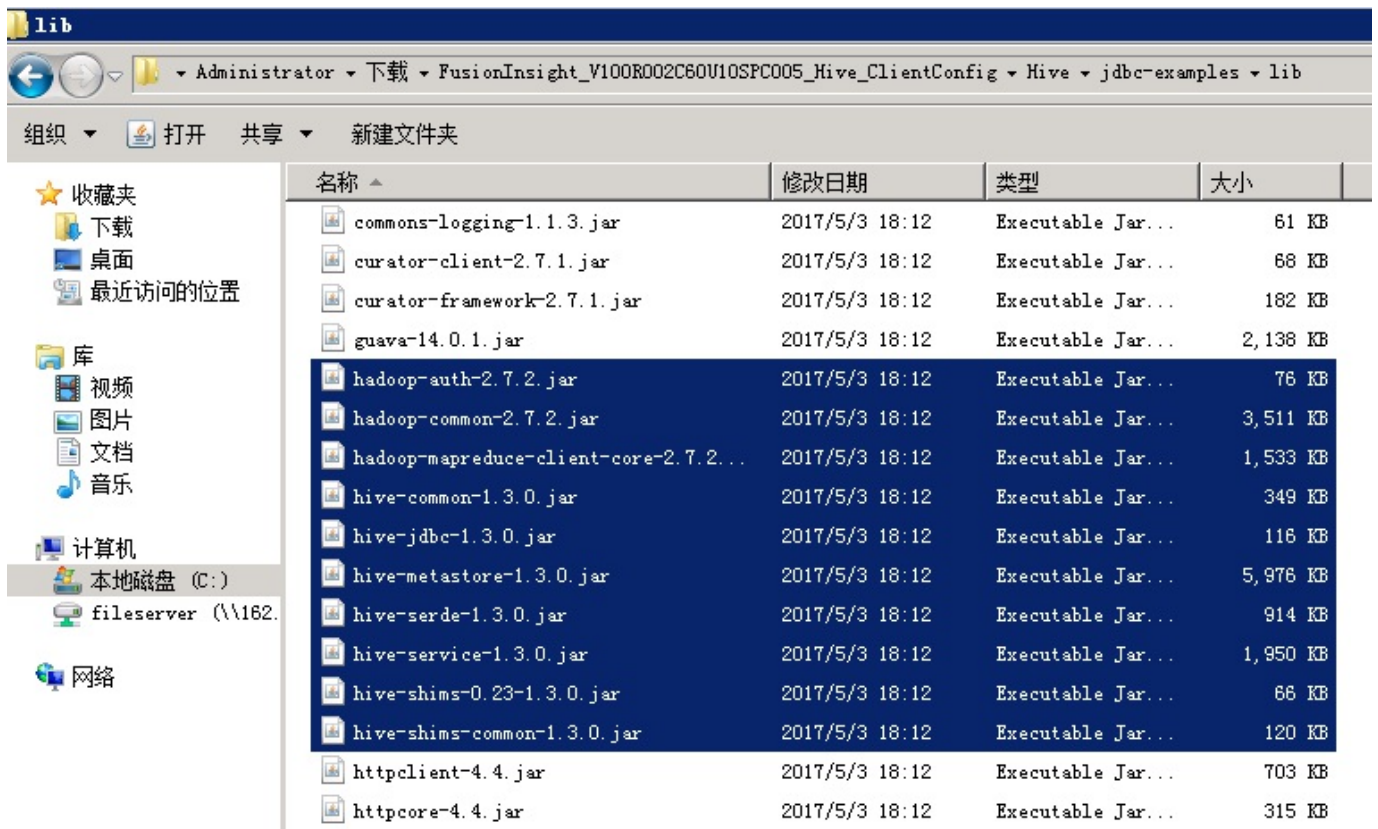 lib
Administrator 下载 FusionInsight_V100R002C60U10SPC005_Hive_ClientConfig Hive jdbc-examples lib
组织 打开 共享 新建文件夹
收藏夹
下载
桌面
最近访问的位置
库
视频
图片
文档
音乐
计算机
本地磁盘 (C:)
fileserver (\\162.
网络
名称 修改日期 类型 大小
commons-logging-1.1.3.jar 2017/5/3 18:12 Executable Jar... 61 KB
curator-client-2.7.1.jar 2017/5/3 18:12 Executable Jar... 68 KB
curator-framework-2.7.1.jar 2017/5/3 18:12 Executable Jar... 182 KB
guava-14.0.1.jar 2017/5/3 18:12 Executable Jar... 2,138 KB
hadoop-auth-2.7.2.jar 2017/5/3 18:12 Executable Jar... 76 KB
hadoop-common-2.7.2.jar 2017/5/3 18:12 Executable Jar... 3,511 KB
hadoop-mapreduce-client-core-2.7.2... 2017/5/3 18:12 Executable Jar... 1,533 KB
hive-common-1.3.0.jar 2017/5/3 18:12 Executable Jar... 349 KB
hive-jdbc-1.3.0.jar 2017/5/3 18:12 Executable Jar... 116 KB
hive-metastore-1.3.0.jar 2017/5/3 18:12 Executable Jar... 5,976 KB
hive-serde-1.3.0.jar 2017/5/3 18:12 Executable Jar... 914 KB
hive-service-1.3.0.jar 2017/5/3 18:12 Executable Jar... 1,950 KB
hive-shims-0.23-1.3.0.jar 2017/5/3 18:12 Executable Jar... 66 KB
hive-shims-common-1.3.0.jar 2017/5/3 18:12 Executable Jar... 120 KB
httpclient-4.4.jar 2017/5/3 18:12 Executable Jar... 703 KB
httpcore-4.4.jar 2017/5/3 18:12 Executable Jar... 315 KB